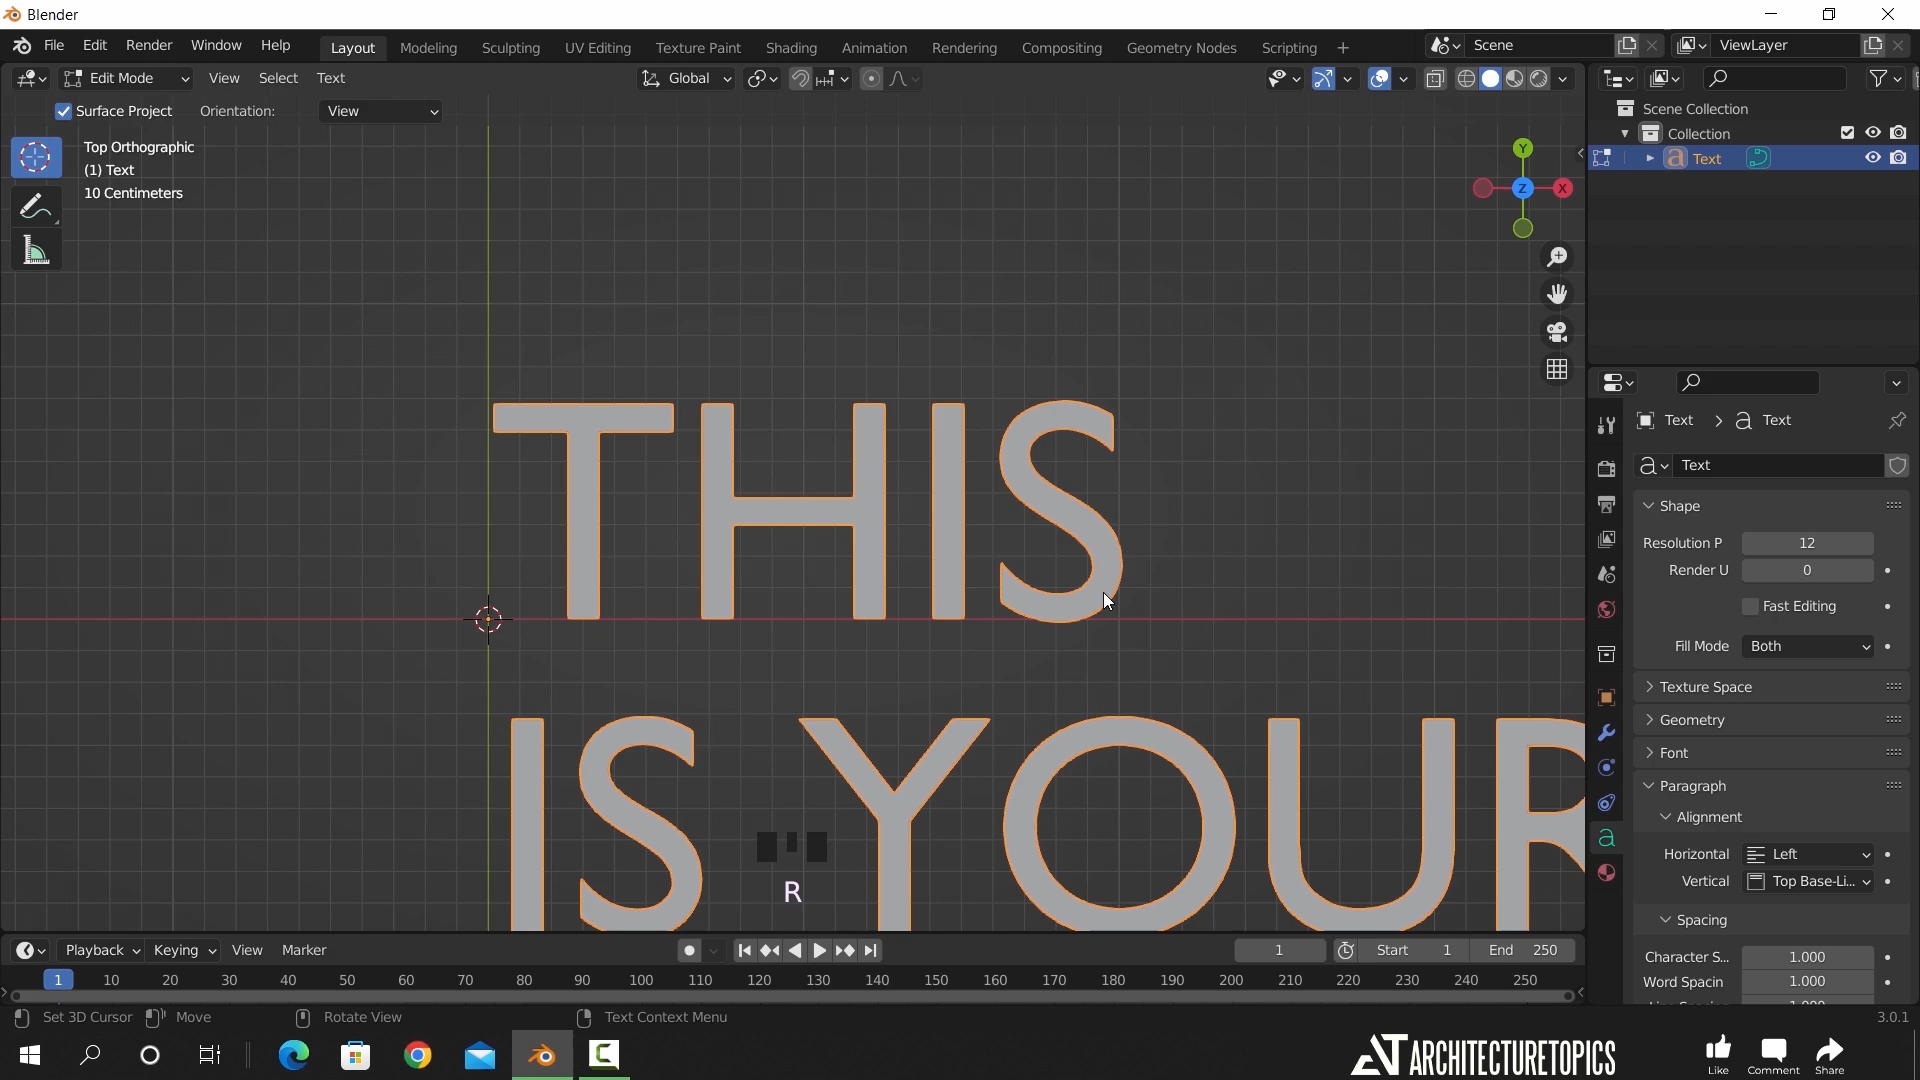 Blender
File Edit Render Window Help Layout Modeling Sculpting UV Editing Texture Paint Shading Animation Rendering Compositing Geometry Nodes Scripting + Scene ViewLayer
Edit Mode View Select Text Global
Surface Project Orientation: View
Scene Collection
Collection
Text
Top Orthographic
(1) Text
10 Centimeters
Y
Z X
THIS
IS YOUR
R
Text > Text
Text
Shape
Resolution P 12
Render U 0
Fast Editing
Fill Mode Both
Texture Space
Geometry
Font
Paragraph
Alignment
Horizontal Left
Vertical Top Base-Li...
Spacing
Character S... 1.000
Word Spacin 1.000
Playback Keying View Marker 1 Start 1 End 250
1 10 20 30 40 50 60 70 80 90 100 110 120 130 140 150 160 170 180 190 200 210 220 230 240 250
Set 3D Cursor Move Rotate View Text Context Menu 3.0.1
AT ARCHITECTURETOPICS
Like Comment Share